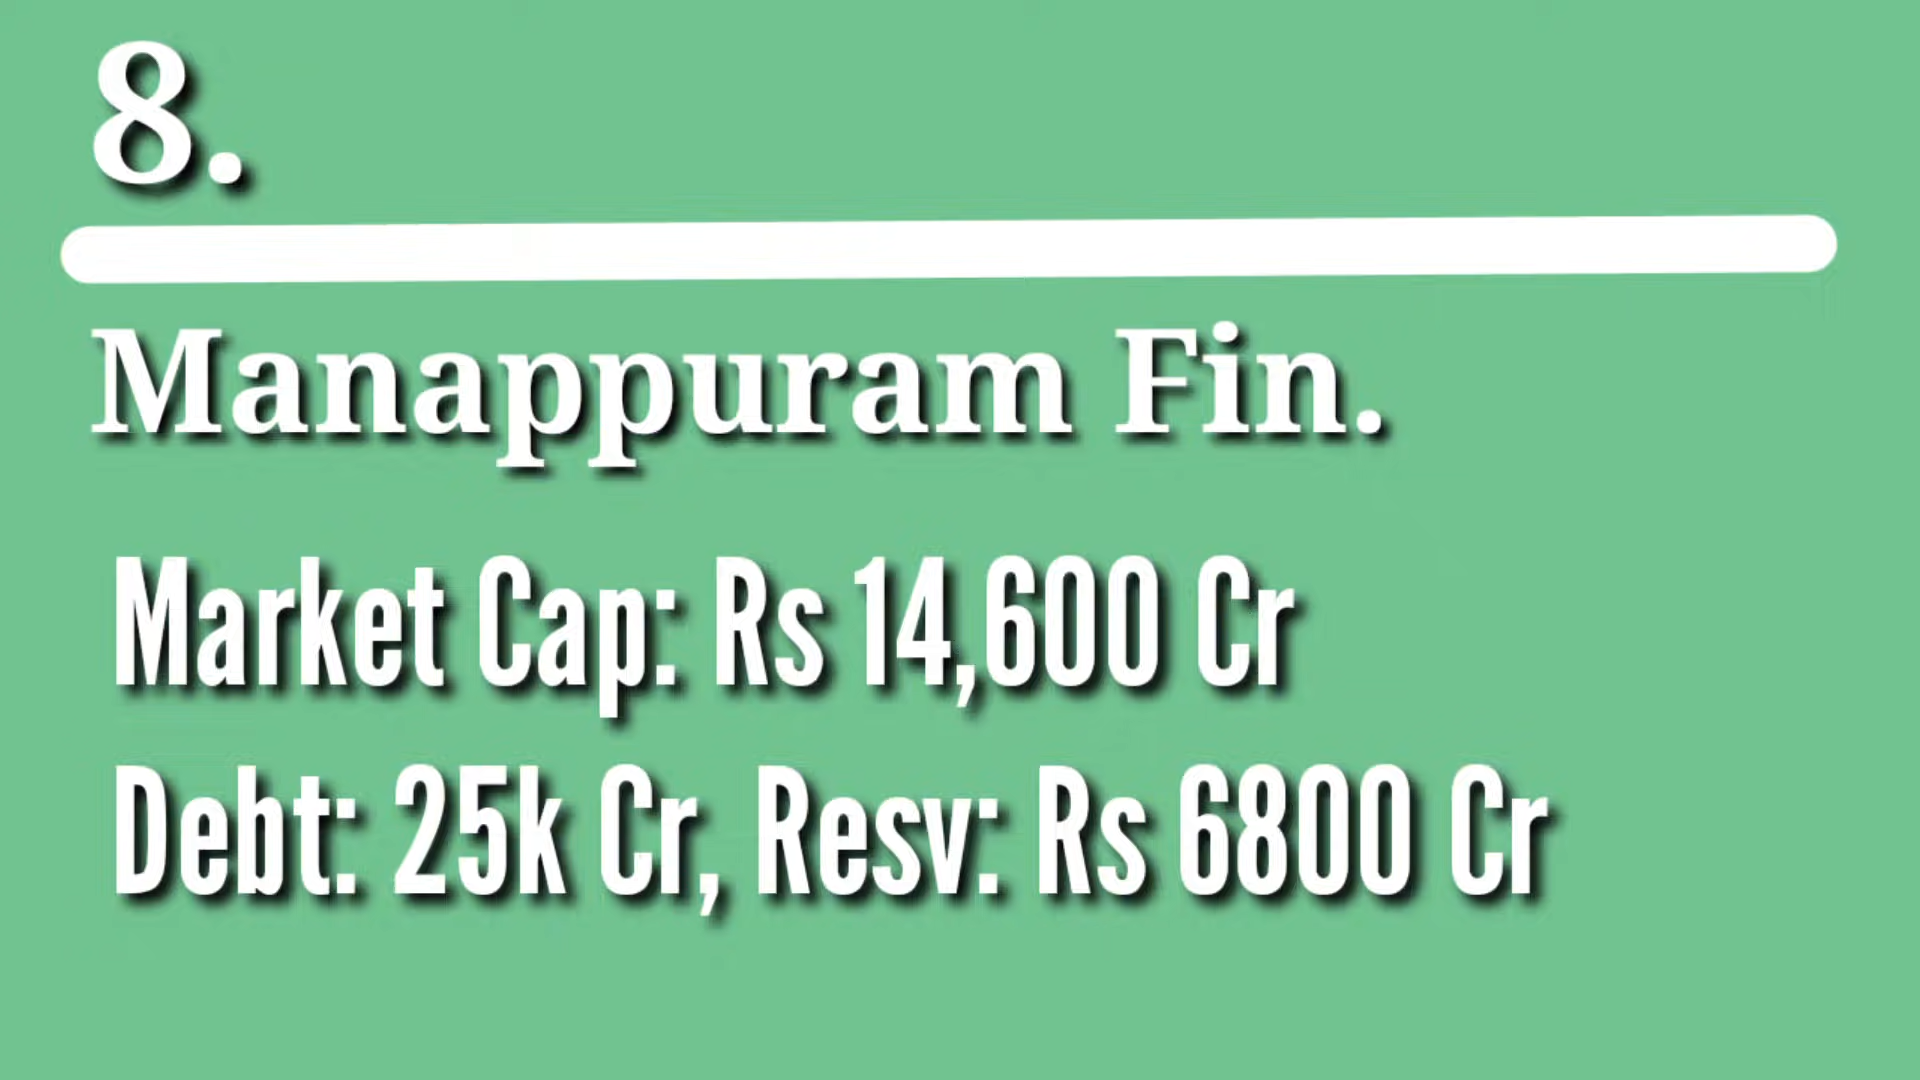 8.
Manappuram Fin.
Market Cap: Rs 14,600 Cr
Debt: 25k Cr, Resv: Rs 6800 Cr